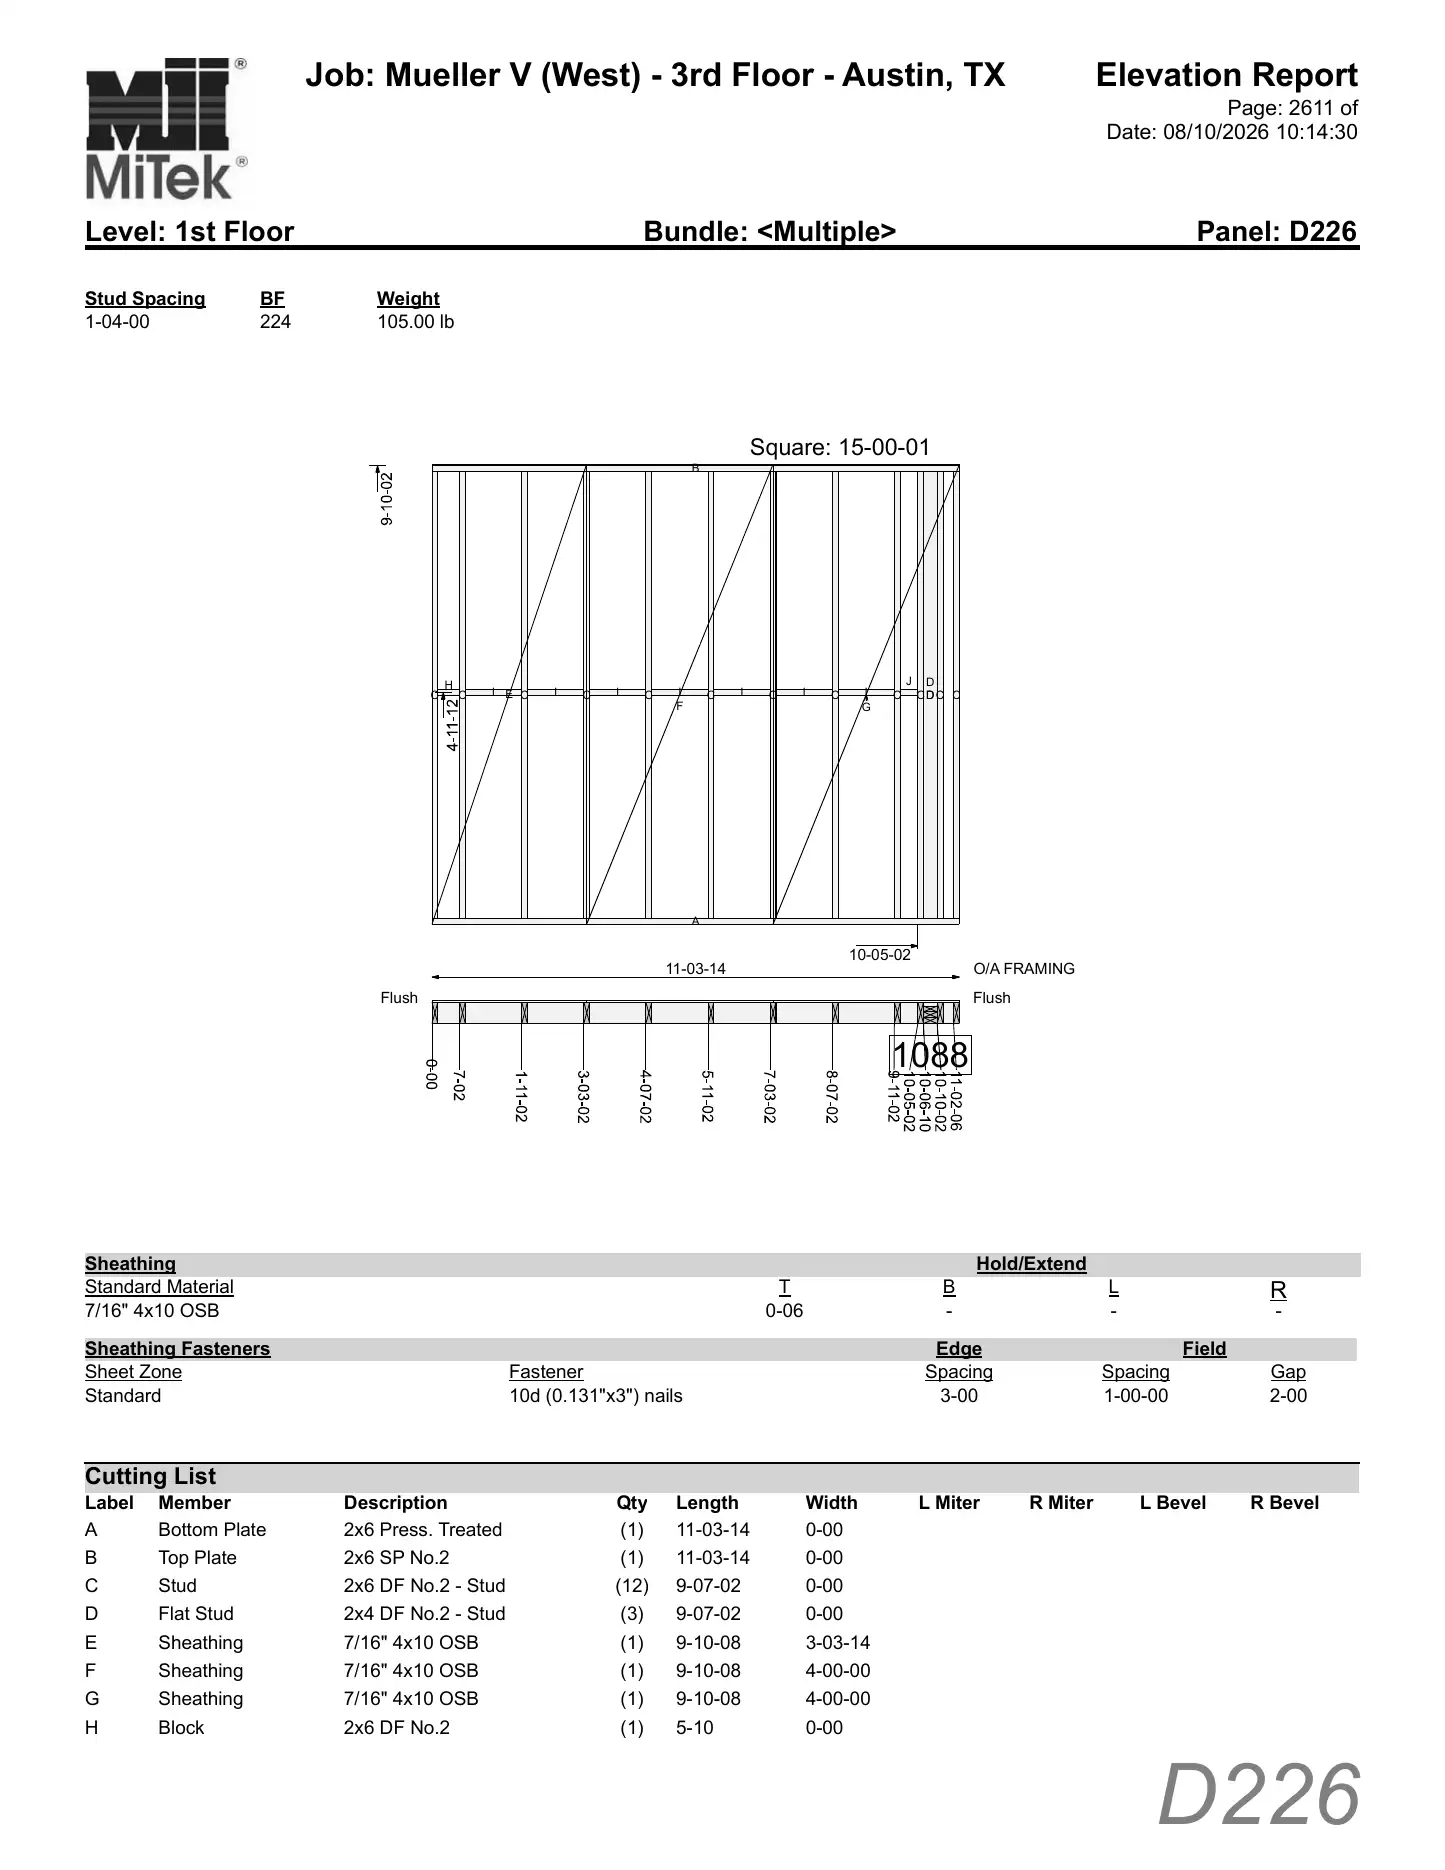 Job: Mueller V (West) - 3rd Floor - Austin, TX
Elevation Report
Page: 2611 of
Date: 08/10/2026 10:14:30
MiTek®
Level: 1st Floor Bundle: <Multiple> Panel: D226
Stud Spacing BF Weight
1-04-00 224 105.00 lb
Square: 15-00-01
B
9-10-02
H J D
E D
F G
4-11-12
A
10-05-02
11-03-14 O/A FRAMING
Flush Flush
1088
0-00 7-02 1-11-02 3-03-02 4-07-02 5-11-02 7-03-02 8-07-02 9-11-02 10-05-02 10-06-10 10-10-02 11-02-06
Sheathing Hold/Extend
Standard Material T B L R
7/16" 4x10 OSB 0-06 - - -
Sheathing Fasteners Edge Field
Sheet Zone Fastener Spacing Spacing Gap
Standard 10d (0.131"x3") nails 3-00 1-00-00 2-00
Cutting List
Label Member Description Qty Length Width L Miter R Miter L Bevel R Bevel
A Bottom Plate 2x6 Press. Treated (1) 11-03-14 0-00
B Top Plate 2x6 SP No.2 (1) 11-03-14 0-00
C Stud 2x6 DF No.2 - Stud (12) 9-07-02 0-00
D Flat Stud 2x4 DF No.2 - Stud (3) 9-07-02 0-00
E Sheathing 7/16" 4x10 OSB (1) 9-10-08 3-03-14
F Sheathing 7/16" 4x10 OSB (1) 9-10-08 4-00-00
G Sheathing 7/16" 4x10 OSB (1) 9-10-08 4-00-00
H Block 2x6 DF No.2 (1) 5-10 0-00
D226